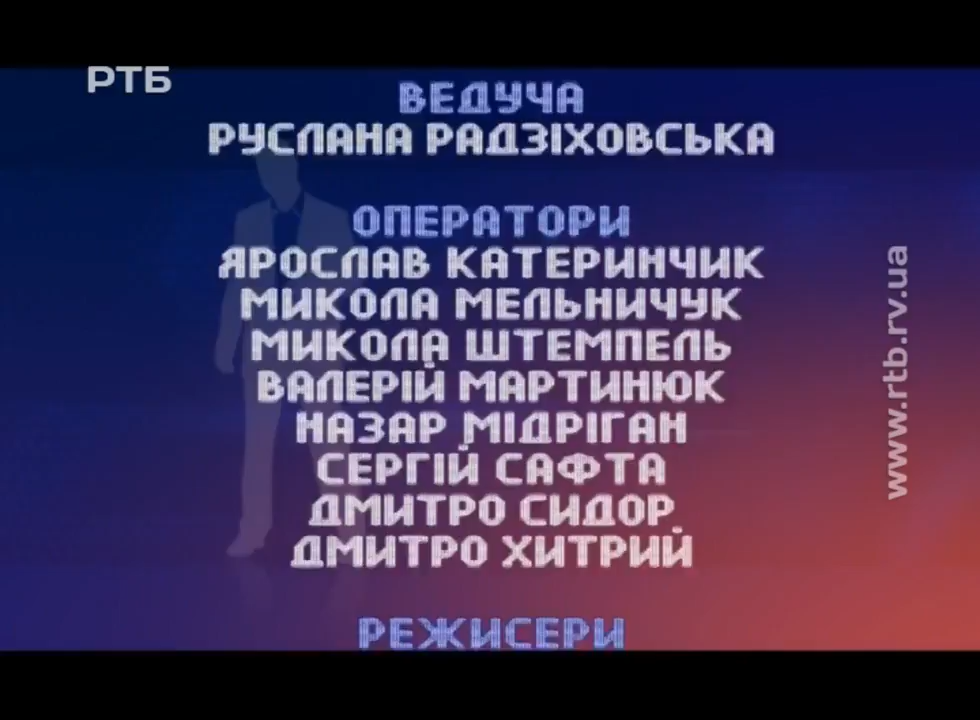 РТБ
ВЕДУЧА
РУСЛАНА РАДЗІХОВСЬКА
ОПЕРАТОРИ
ЯРОСЛАВ КАТЕРИНЧИК
МИКОЛА МЕЛЬНИЧУК
МИКОЛА ШТЕМПЕЛЬ
ВАЛЕРІЙ МАРТИНЮК
НАЗАР МІДРІГАН
СЕРГІЙ САФТА
ДМИТРО СИДОР
ДМИТРО ХИТРИЙ
РЕЖИСЕРИ
www.rtb.rv.ua